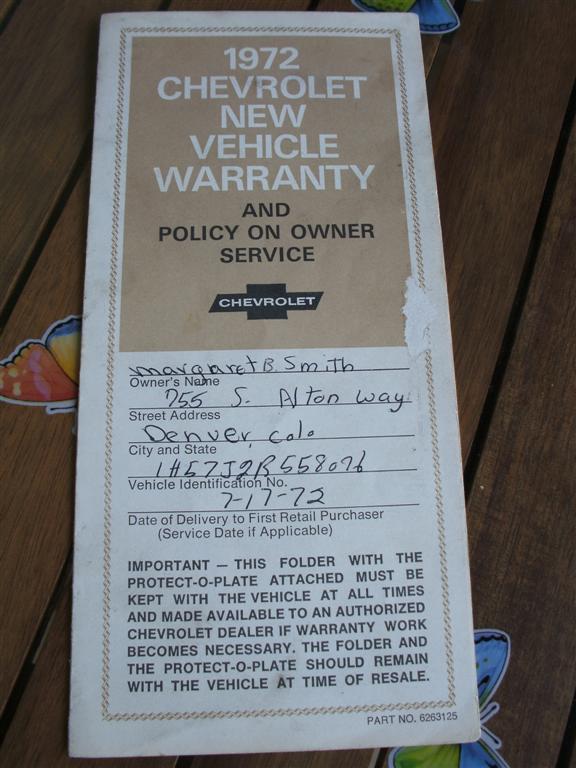 1972
CHEVROLET
NEW
VEHICLE
WARRANTY
AND
POLICY ON OWNER
SERVICE
CHEVROLET
Margaret B. Smith
Owner's Name
755 S. Alton Way
Street Address
Denver, Colo
City and State
1H57J2R558076
Vehicle Identification No.
7-17-72
Date of Delivery to First Retail Purchaser
(Service Date if Applicable)
IMPORTANT — THIS FOLDER WITH THE
PROTECT-O-PLATE ATTACHED MUST BE
KEPT WITH THE VEHICLE AT ALL TIMES
AND MADE AVAILABLE TO AN AUTHORIZED
CHEVROLET DEALER IF WARRANTY WORK
BECOMES NECESSARY. THE FOLDER AND
THE PROTECT-O-PLATE SHOULD REMAIN
WITH THE VEHICLE AT TIME OF RESALE.
PART NO. 6263125